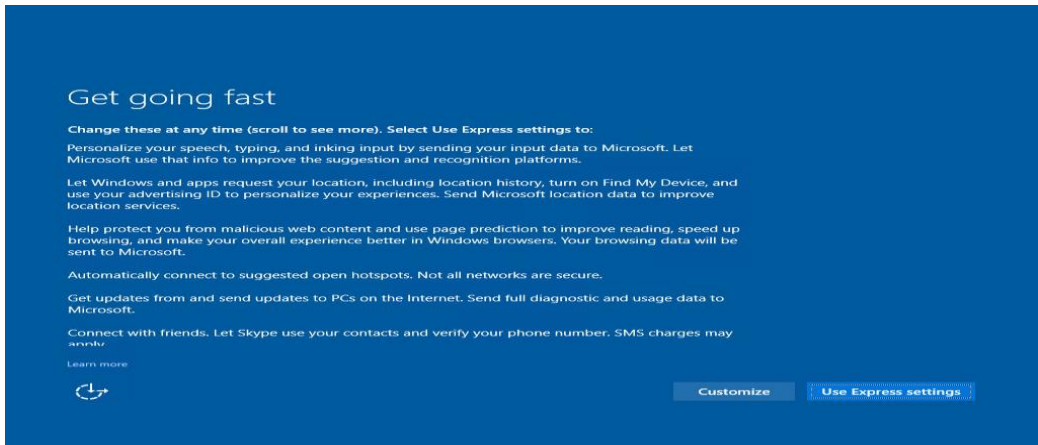 Get going fast
Change these at any time (scroll to see more). Select Use Express settings to:
Personalize your speech, typing, and inking input by sending your input data to Microsoft. Let
Microsoft use that info to improve the suggestion and recognition platforms.
Let Windows and apps request your location, including location history, turn on Find My Device, and
use your advertising ID to personalize your experiences. Send Microsoft location data to improve
location services.
Help protect you from malicious web content and use page prediction to improve reading, speed up
browsing, and make your overall experience better in Windows browsers. Your browsing data will be
sent to Microsoft.
Automatically connect to suggested open hotspots. Not all networks are secure.
Get updates from and send updates to PCs on the Internet. Send full diagnostic and usage data to
Microsoft.
Connect with friends. Let Skype use your contacts and verify your phone number. SMS charges may
apply
Learn more
Customize
Use Express settings